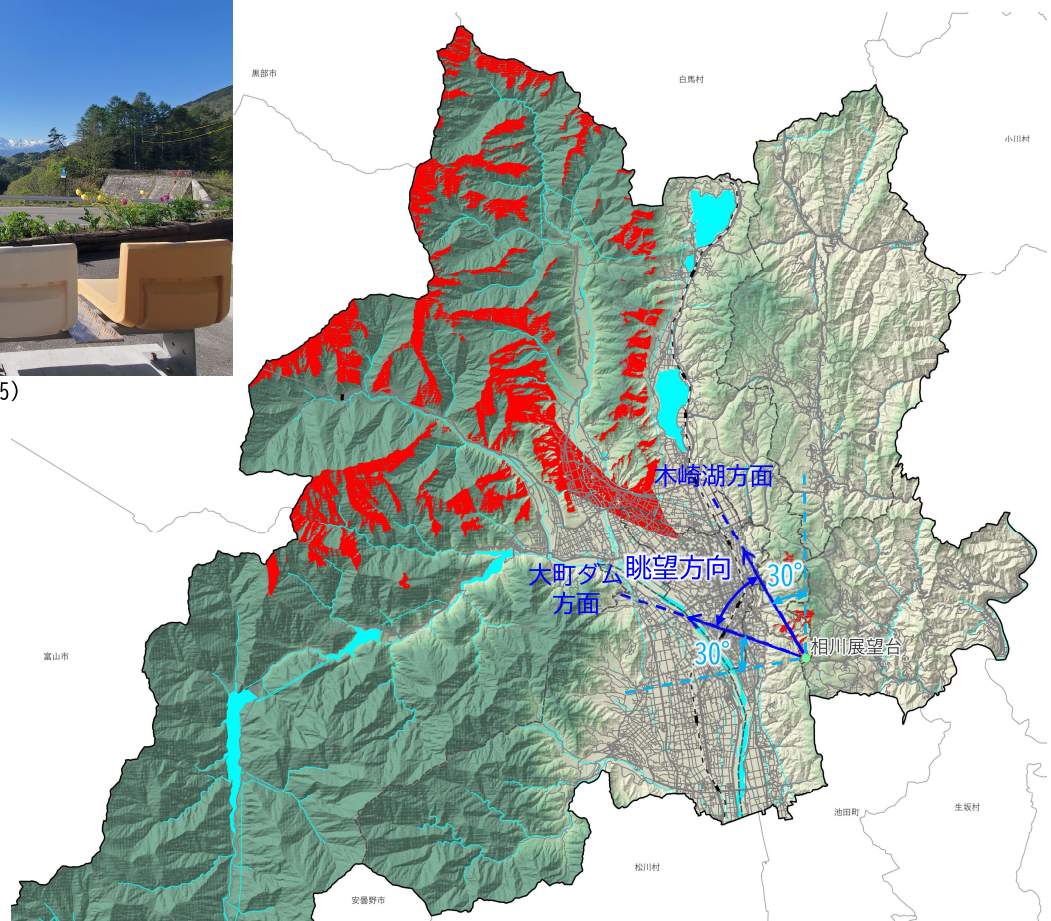 黒部市
白馬村
小川村
5)
木崎湖方面
眺望方向
30°
大町ダム
方面
相川展望台
30°
富山市
池田町
生坂村
松川村
安曇野市